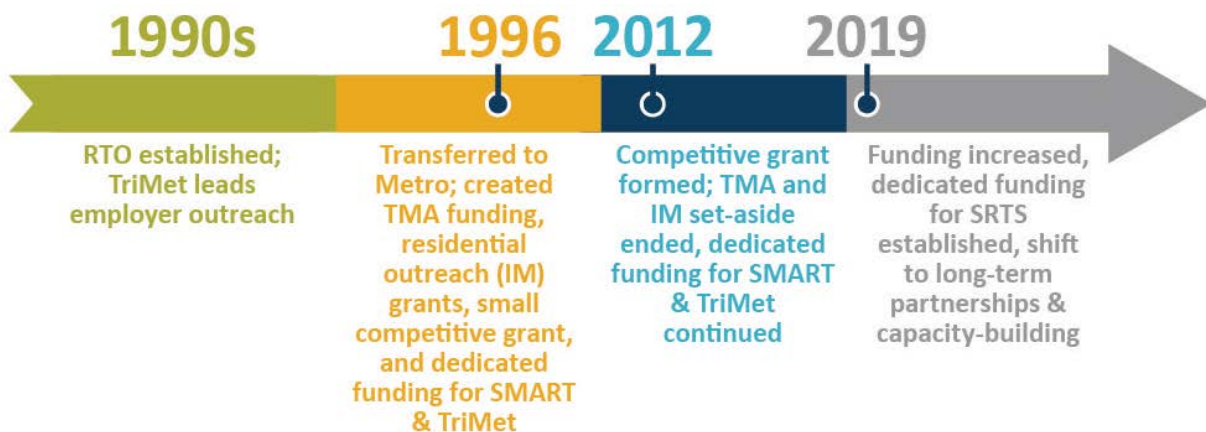 1990s
RTO established;
TriMet leads
employer outreach
1996
Transferred to
Metro; created
TMA funding,
residential
outreach (IM)
grants, small
competitive grant,
and dedicated
funding for SMART
& TriMet
2012
Competitive grant
formed; TMA and
IM set-aside
ended, dedicated
funding for SMART
& TriMet
continued
2019
Funding increased,
dedicated funding
for SRTS
established, shift
to long-term
partnerships &
capacity-building